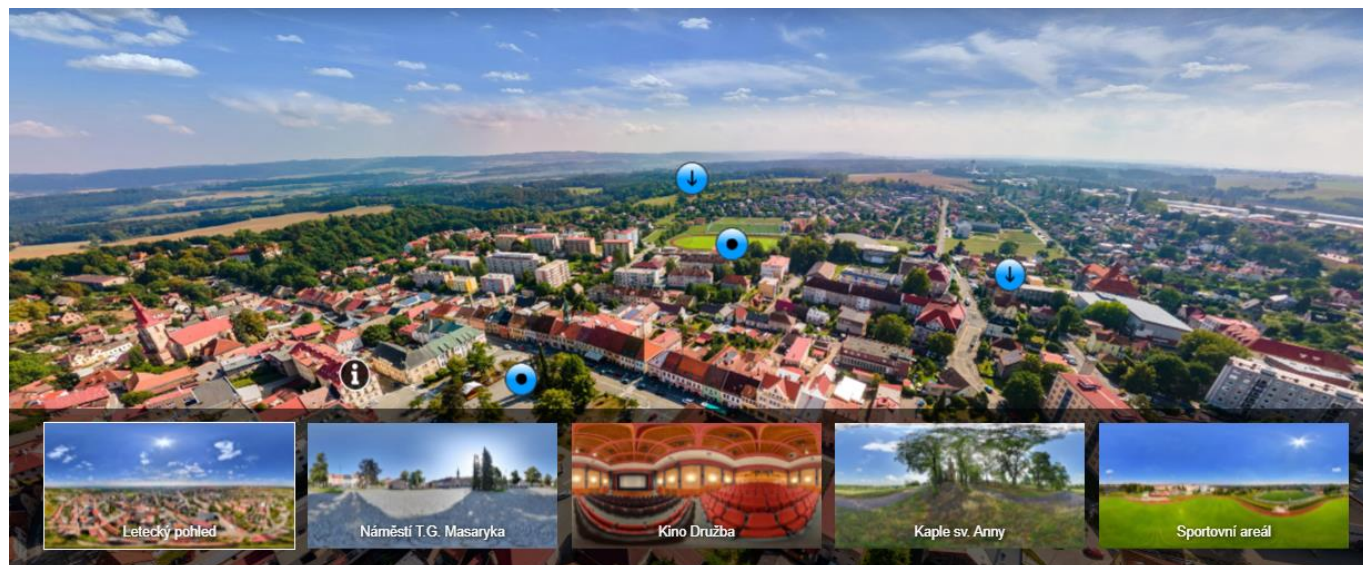 Letecký pohled
Náměstí T.G. Masaryka
Kino Družba
Kaple sv. Anny
Sportovní areál